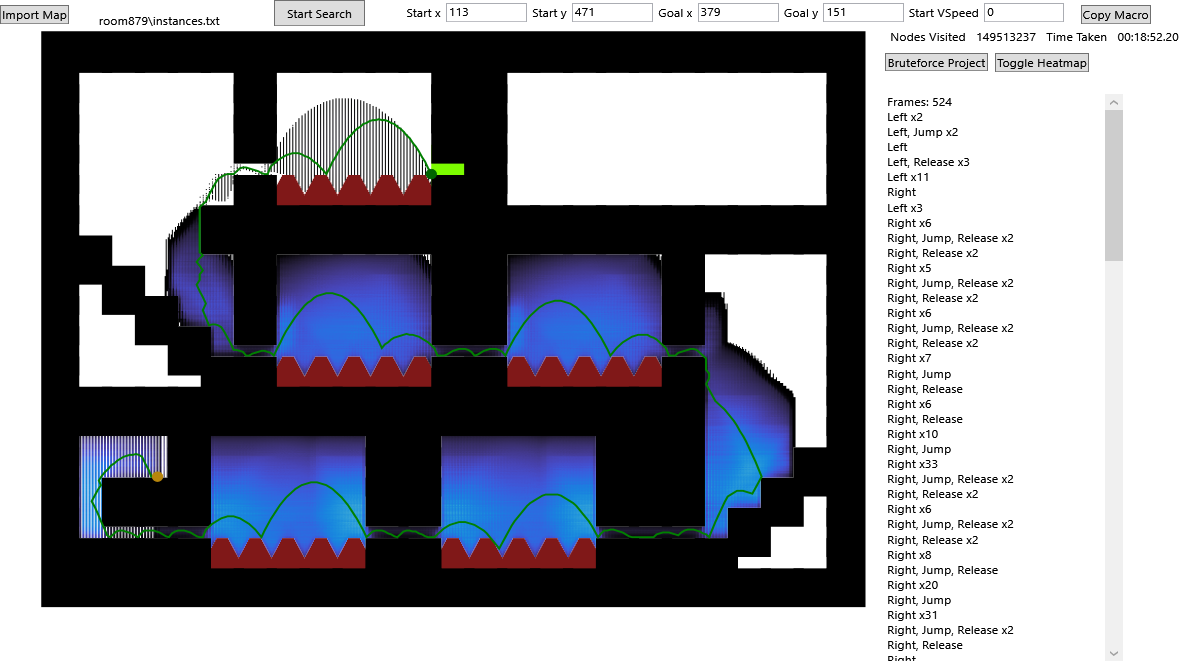 Import Map
room879\instances.txt
Start Search
Start x 113 Start y 471 Goal x 379 Goal y 151 Start VSpeed 0
Copy Macro
Nodes Visited 149513237 Time Taken 00:18:52.20
Bruteforce Project Toggle Heatmap
Frames: 524
Left x2
Left, Jump x2
Left
Left, Release x3
Left x11
Right
Left x3
Right x6
Right, Jump, Release x2
Right, Release x2
Right x5
Right, Jump, Release x2
Right, Release x2
Right x6
Right, Jump, Release x2
Right, Release x2
Right x7
Right, Jump
Right, Release
Right x6
Right, Release
Right x10
Right, Jump
Right x33
Right, Jump, Release x2
Right, Release x2
Right x6
Right, Jump, Release x2
Right, Release x2
Right x8
Right, Jump, Release
Right x20
Right, Jump
Right x31
Right, Jump, Release x2
Right, Release
Right